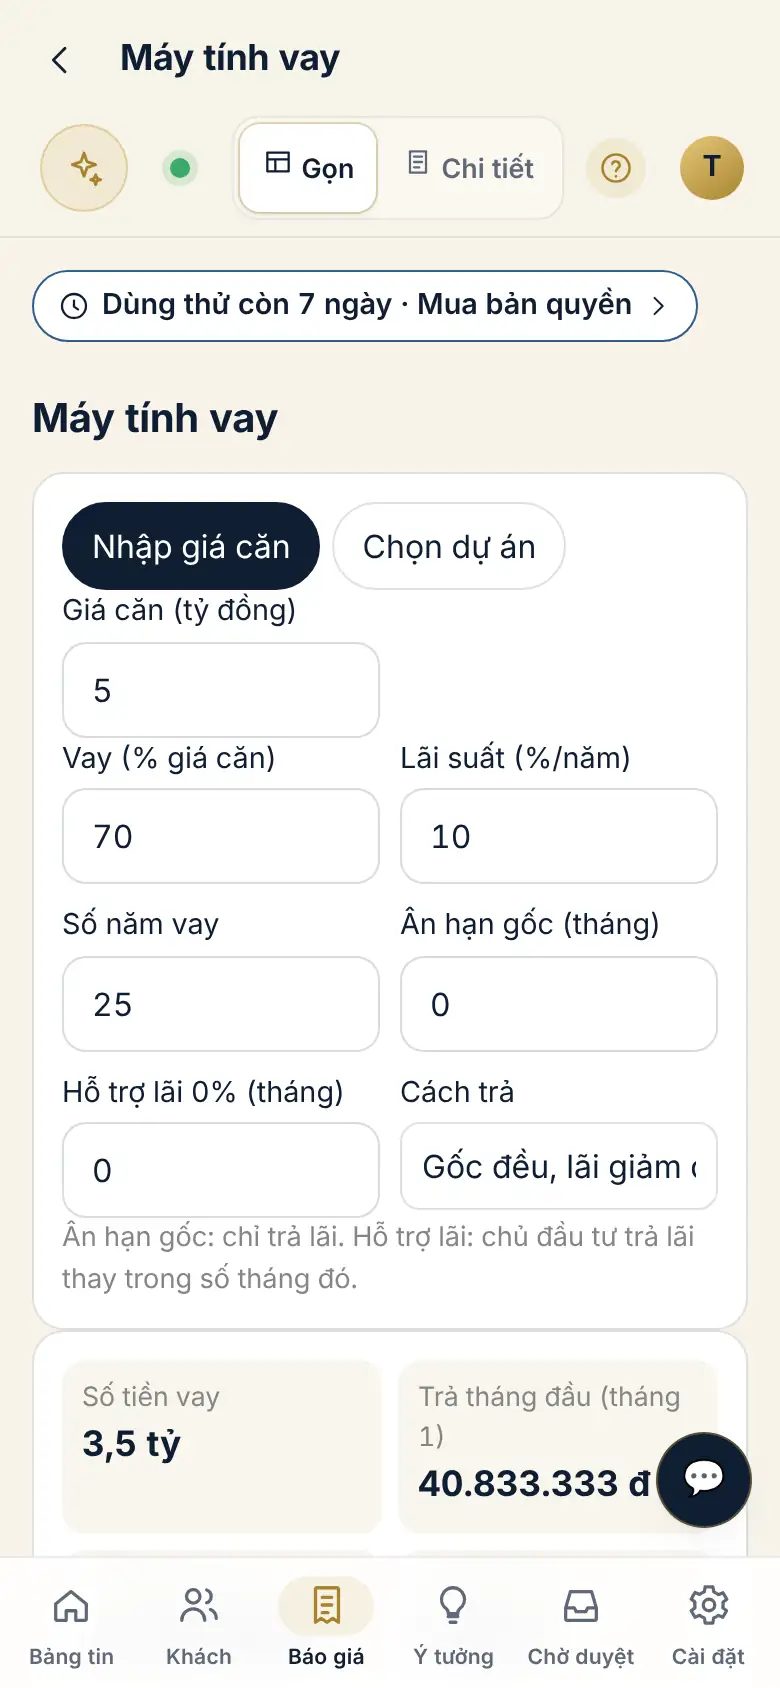 Máy tính vay
Gọn
Chi tiết
T
Dùng thử còn 7 ngày · Mua bản quyền
Máy tính vay
Nhập giá căn
Chọn dự án
Giá căn (tỷ đồng)
5
Vay (% giá căn)
Lãi suất (%/năm)
70
10
Số năm vay
Ân hạn gốc (tháng)
25
0
Hỗ trợ lãi 0% (tháng)
Cách trả
0
Gốc đều, lãi giảm
Ân hạn gốc: chỉ trả lãi. Hỗ trợ lãi: chủ đầu tư trả lãi
thay trong số tháng đó.
Số tiền vay
3,5 tỷ
Trả tháng đầu (tháng
1)
40.833.333 đ
Bảng tin
Khách
Báo giá
Ý tưởng
Chờ duyệt
Cài đặt